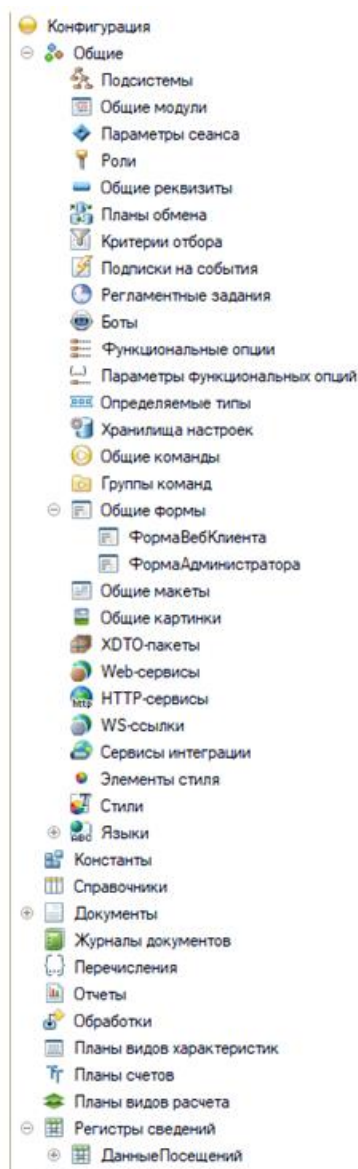 Конфигурация
Общие
Подсистемы
Общие модули
Параметры сеанса
Роли
Общие реквизиты
Планы обмена
Критерии отбора
Подписки на события
Регламентные задания
Боты
Функциональные опции
Параметры функциональных опций
Определяемые типы
Хранилища настроек
Общие команды
Группы команд
Общие формы
ФормаВебКлиента
ФормаАдминистратора
Общие макеты
Общие картинки
XDTO-пакеты
Web-сервисы
HTTP-сервисы
WS-ссылки
Сервисы интеграции
Элементы стиля
Стили
Языки
Константы
Справочники
Документы
Журналы документов
Перечисления
Отчеты
Обработки
Планы видов характеристик
Планы счетов
Планы видов расчета
Регистры сведений
ДанныеПосещений